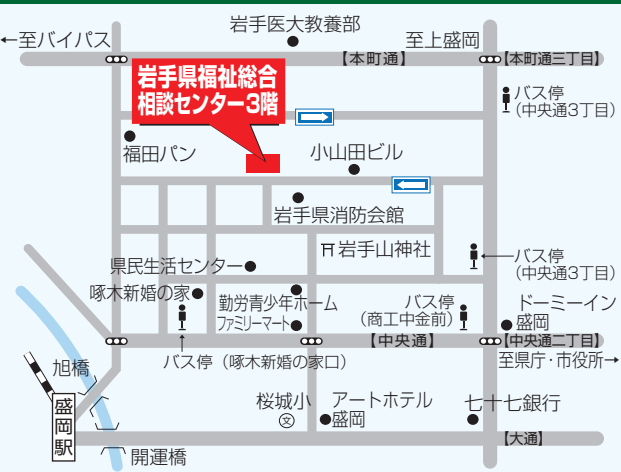 岩手医大教養部
←至バイパス
至上盛岡
【本町通】
【本町通三丁目】
岩手県福祉総合
相談センター3階
バス停
(中央通3丁目)
福田パン
小山田ビル
岩手県消防会館
岩手山神社
バス停
(中央通3丁目)
県民生活センター
啄木新婚の家
勤労青少年ホーム
ファミリーマート
バス停
(商工中金前)
ドーミーイン
盛岡
【中央通】
【中央通二丁目】
バス停(啄木新婚の家口)
至県庁・市役所→
旭橋
盛岡駅
桜城小
文
アートホテル
盛岡
七十七銀行
【大通】
開運橋